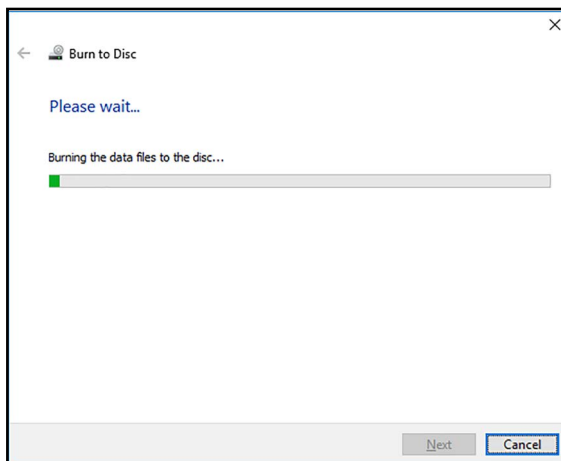 Burn to Disc
Please wait...
Burning the data files to the disc...
Next
Cancel